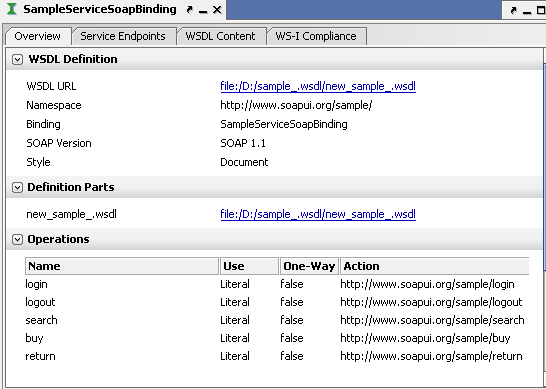 SampleServiceSoapBinding
Overview Service Endpoints WSDL Content WS-I Compliance
WSDL Definition
WSDL URL file:/D:/sample_.wsdl/new_sample_.wsdl
Namespace http://www.soapui.org/sample/
Binding SampleServiceSoapBinding
SOAP Version SOAP 1.1
Style Document
Definition Parts
new_sample_.wsdl file:/D:/sample_.wsdl/new_sample_.wsdl
Operations
Name Use One-Way Action
login Literal false http://www.soapui.org/sample/login
logout Literal false http://www.soapui.org/sample/logout
search Literal false http://www.soapui.org/sample/search
buy Literal false http://www.soapui.org/sample/buy
return Literal false http://www.soapui.org/sample/return